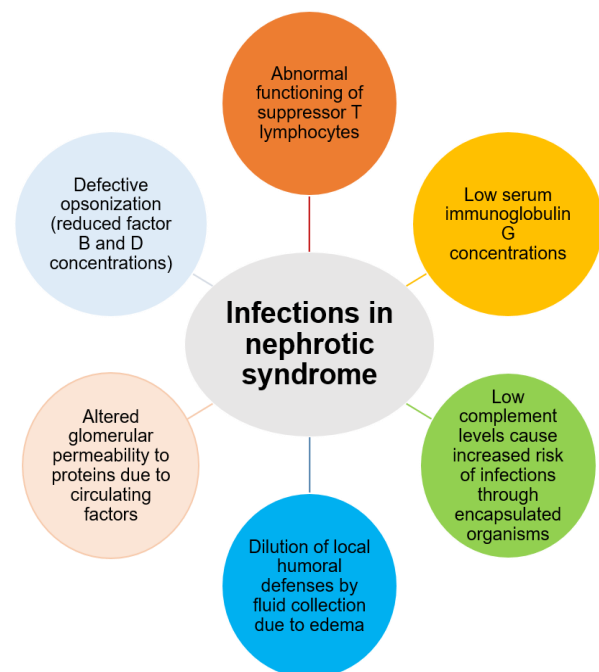 Abnormal
functioning of
suppressor T
lymphocytes
Defective
opsonization
(reduced factor
B and D
concentrations)
Low serum
immunoglobulin
G
concentrations
Infections in
nephrotic
syndrome
Altered
glomerular
permeability to
proteins due to
circulating
factors
Low
complement
levels cause
increased risk
of infections
through
encapsulated
organisms
Dilution of local
humoral
defenses by
fluid collection
due to edema